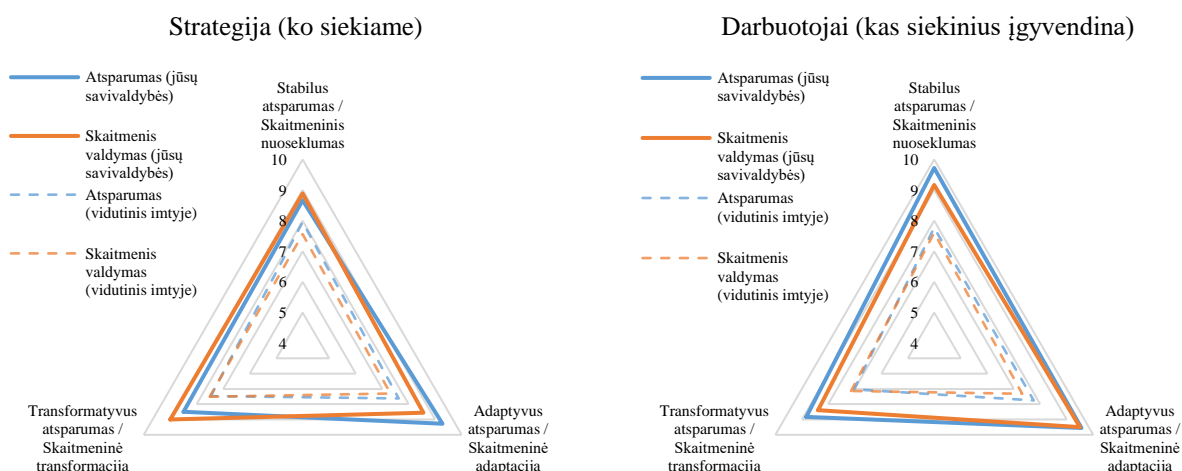 Strategija (ko siekiame)
Atsparumas (jūsų
savivaldybės)
Skaitmenis
valdymas (jūsų
savivaldybės)
Atsparumas
(vidutinis imtyje)
Skaitmenis
valdymas
(vidutinis imtyje)
Stabilus
atsparumas /
Skaitmeninis
nuoseklumas
10
9
8
7
6
5
4
Transformatyvus
atsparumas /
Skaitmeninė
transformacija
Adaptyvus
atsparumas /
Skaitmeninė
adaptacija
Darbuotojai (kas siekinius įgyvendina)
Atsparumas (jūsų
savivaldybės)
Skaitmenis
valdymas (jūsų
savivaldybės)
Atsparumas
(vidutinis imtyje)
Skaitmenis
valdymas
(vidutinis imtyje)
Stabilus
atsparumas /
Skaitmeninis
nuoseklumas
10
9
8
7
6
5
4
Transformatyvus
atsparumas /
Skaitmeninė
transformacija
Adaptyvus
atsparumas /
Skaitmeninė
adaptacija